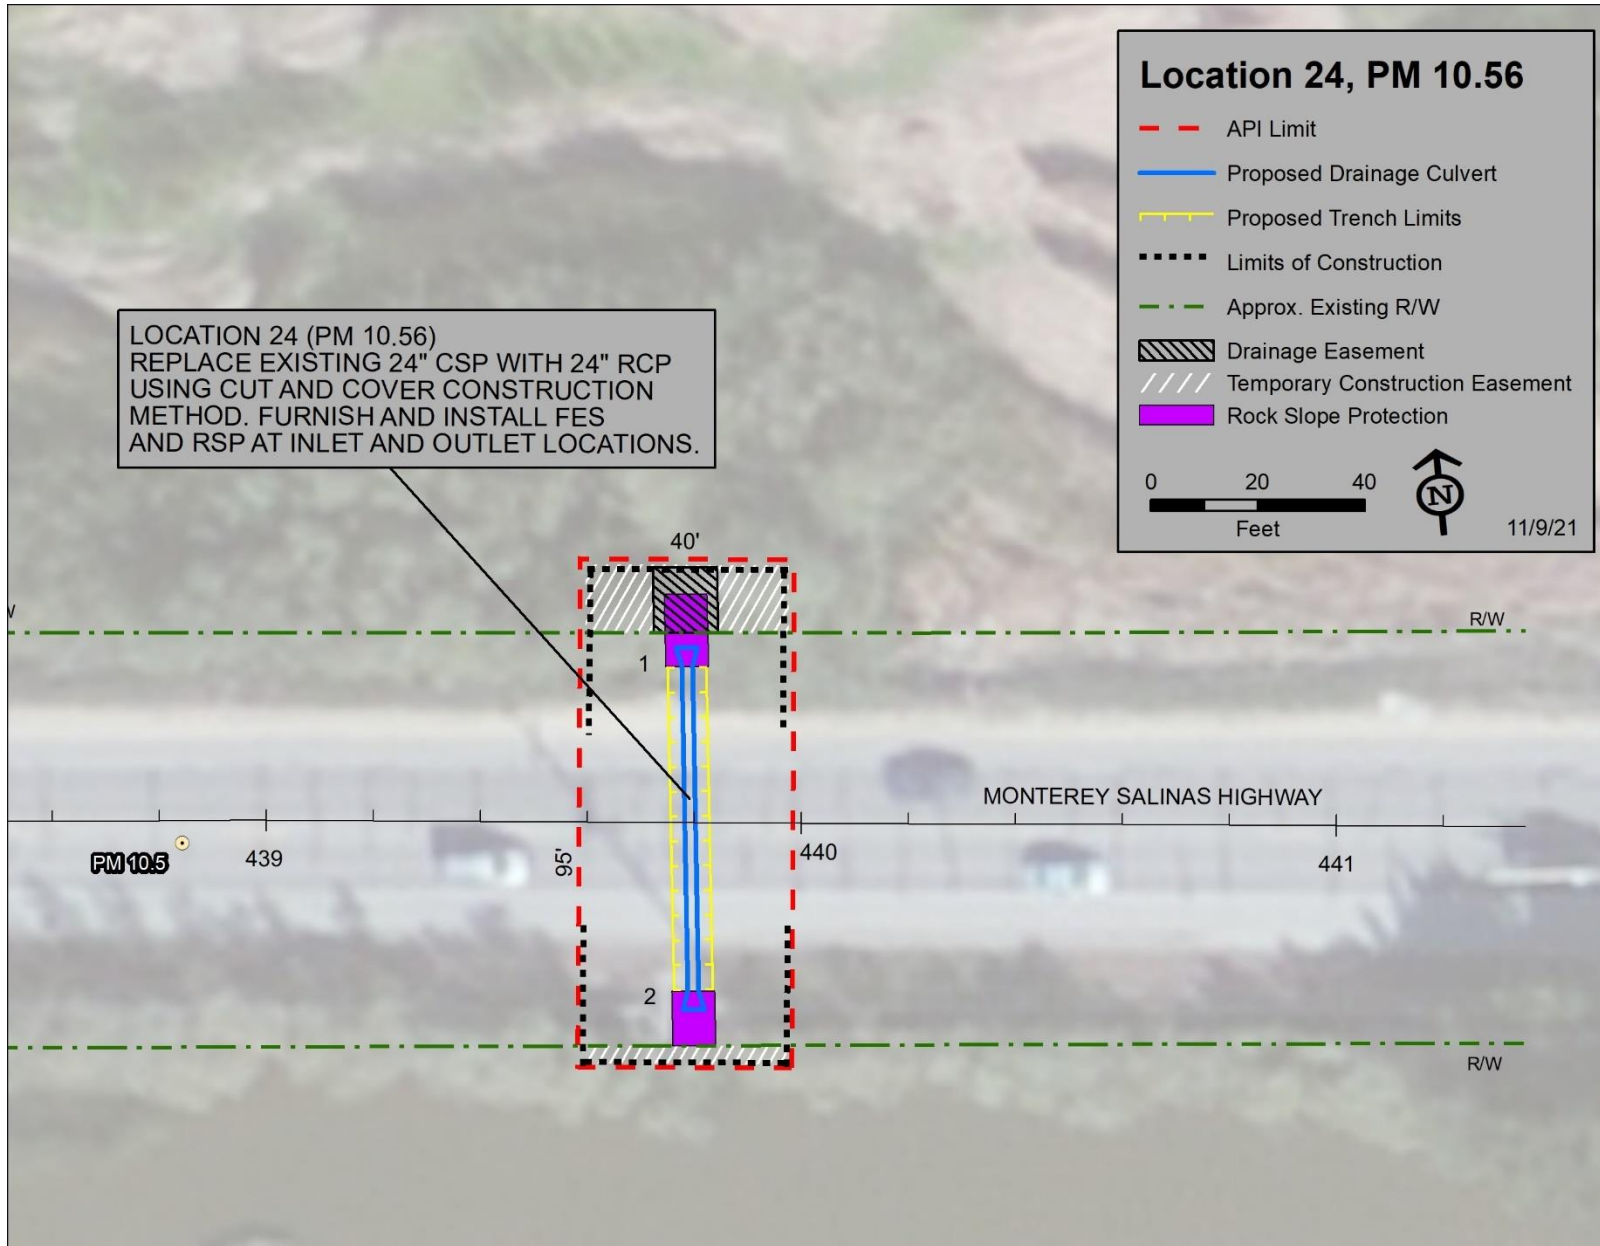 Location 24, PM 10.56
API Limit
Proposed Drainage Culvert
Proposed Trench Limits
Limits of Construction
Approx. Existing R/W
Drainage Easement
Temporary Construction Easement
Rock Slope Protection
0 20 40
Feet
N
11/9/21
LOCATION 24 (PM 10.56)
REPLACE EXISTING 24" CSP WITH 24" RCP
USING CUT AND COVER CONSTRUCTION
METHOD. FURNISH AND INSTALL FES
AND RSP AT INLET AND OUTLET LOCATIONS.
40'
R/W
1
MONTEREY SALINAS HIGHWAY
PM 10.5
439
95'
440
441
2
R/W